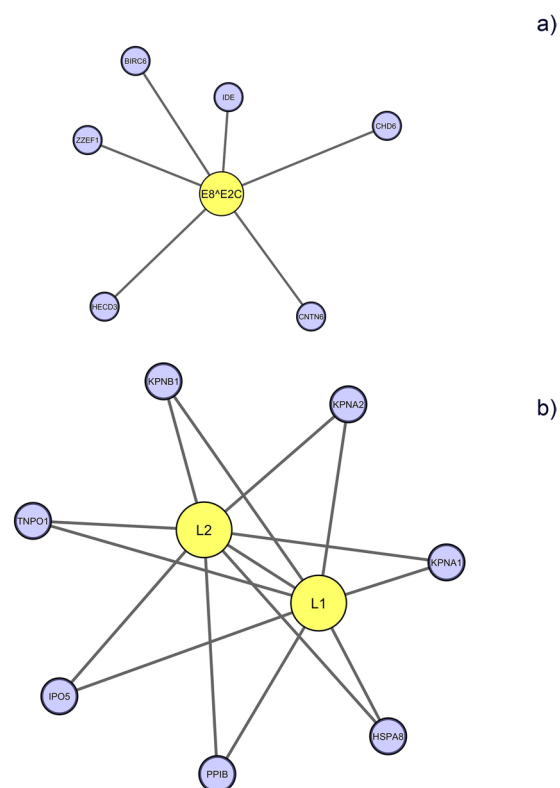 a)
BIRC6
IDE
CHD6
ZZEF1
E8^E2C
HECD3
CNTN6
b)
KPNB1
KPNA2
TNPO1
L2
KPNA1
L1
IPO5
HSPA8
PPIB